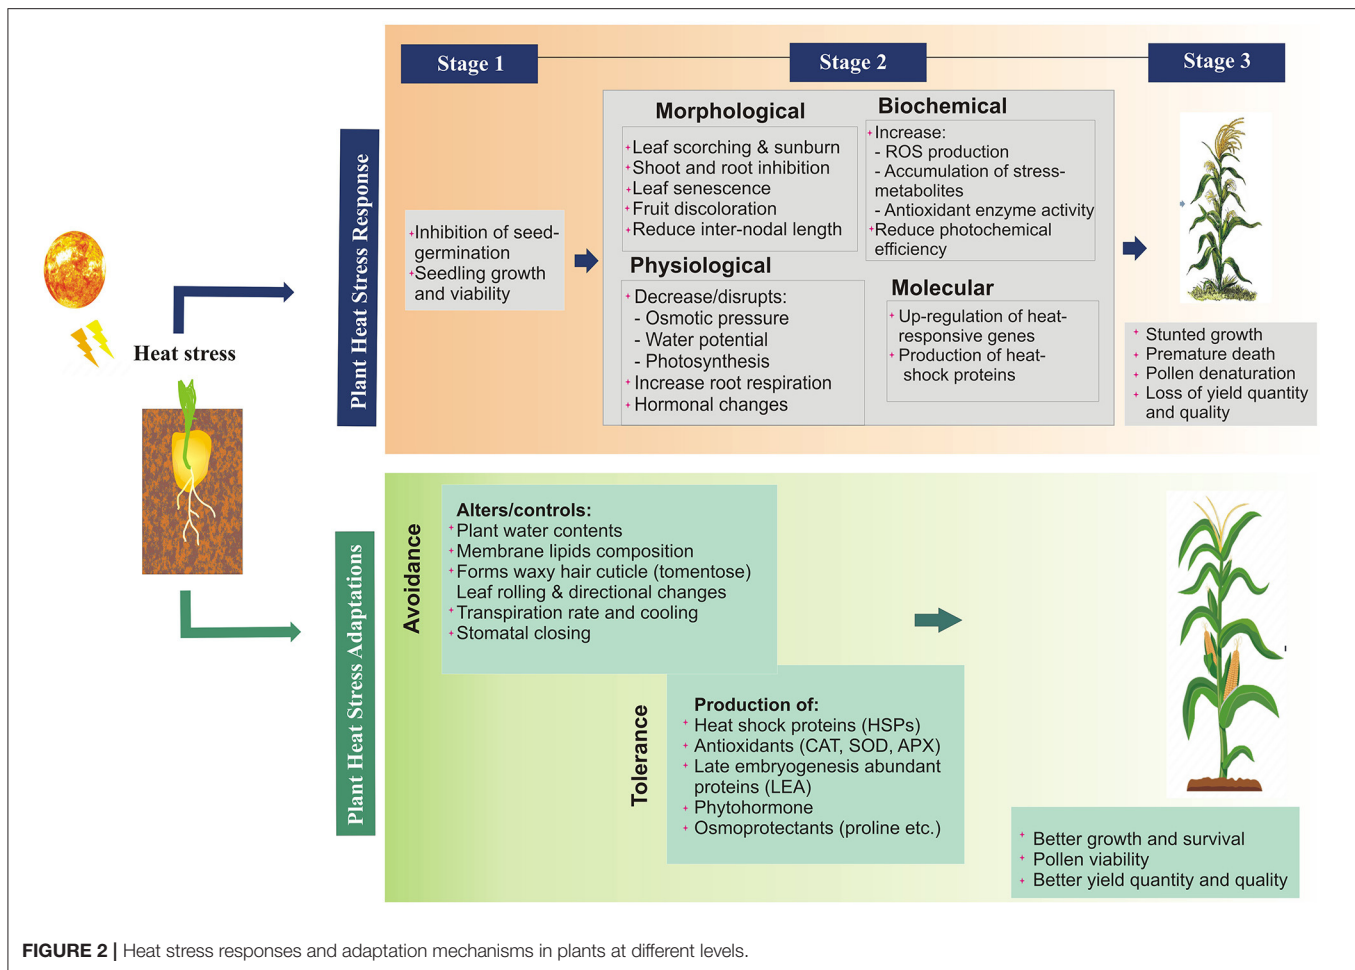 Stage 1
Stage 2
Stage 3
Plant Heat Stress Response
Heat stress
Inhibition of seed-
germination
Seedling growth
and viability
Morphological
Leaf scorching & sunburn
Shoot and root inhibition
Leaf senescence
Fruit discoloration
Reduce inter-nodal length
Physiological
Decrease/disrupts:
- Osmotic pressure
- Water potential
- Photosynthesis
Increase root respiration
Hormonal changes
Biochemical
Increase:
- ROS production
- Accumulation of stress-
metabolites
- Antioxidant enzyme activity
Reduce photochemical
efficiency
Molecular
Up-regulation of heat-
responsive genes
Production of heat-
shock proteins
Stunted growth
Premature death
Pollen denaturation
Loss of yield quantity
and quality
Plant Heat Stress Adaptations
Avoidance
Alters/controls:
Plant water contents
Membrane lipids composition
Forms waxy hair cuticle (tomentose)
Leaf rolling & directional changes
Transpiration rate and cooling
Stomatal closing
Tolerance
Production of:
Heat shock proteins (HSPs)
Antioxidants (CAT, SOD, APX)
Late embryogenesis abundant
proteins (LEA)
Phytohormone
Osmoprotectants (proline etc.)
Better growth and survival
Pollen viability
Better yield quantity and quality
FIGURE 2 | Heat stress responses and adaptation mechanisms in plants at different levels.